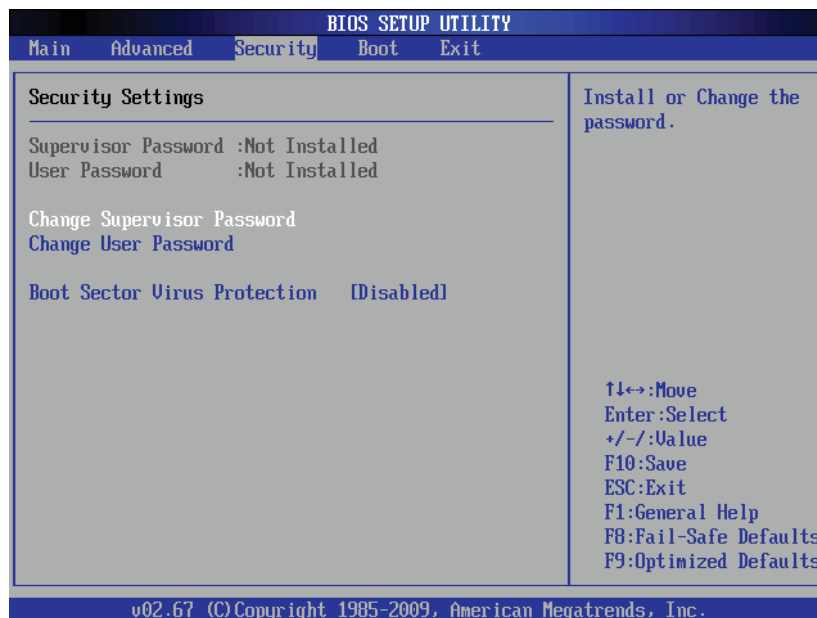 BIOS SETUP UTILITY
Main Advanced Security Boot Exit
Security Settings
Supervisor Password :Not Installed
User Password :Not Installed
Change Supervisor Password
Change User Password
Boot Sector Virus Protection [Disabled]
Install or Change the
password.
↑↓←→:Move
Enter:Select
+/-/:Value
F10:Save
ESC:Exit
F1:General Help
F8:Fail-Safe Defaults
F9:Optimized Defaults
v02.67 (C)Copyright 1985-2009, American Megatrends, Inc.